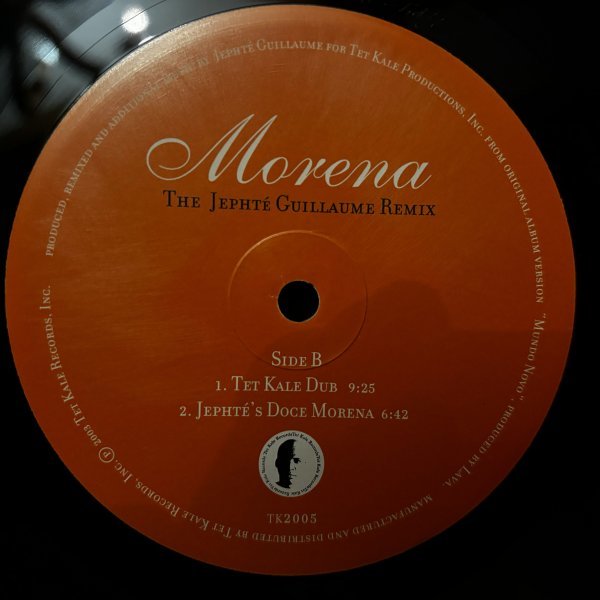 PRODUCED, REMIXED AND ADDITIONAL MUSIC BY JEPHTÉ GUILLAUME FOR TET KALE PRODUCTIONS, INC. FROM ORIGINAL ALBUM VERSION "MUNDO NOVO", PRODUCED BY LAVA.
Morena
THE JEPHTÉ GUILLAUME REMIX
SIDE B
1. TET KALE DUB 9:25
2. JEPHTÉ'S DOCE MORENA 6:42
TK2005
MANUFACTURED AND DISTRIBUTED BY TET KALE RECORDS, INC. ℗ 2003 TET KALE RECORDS, INC.